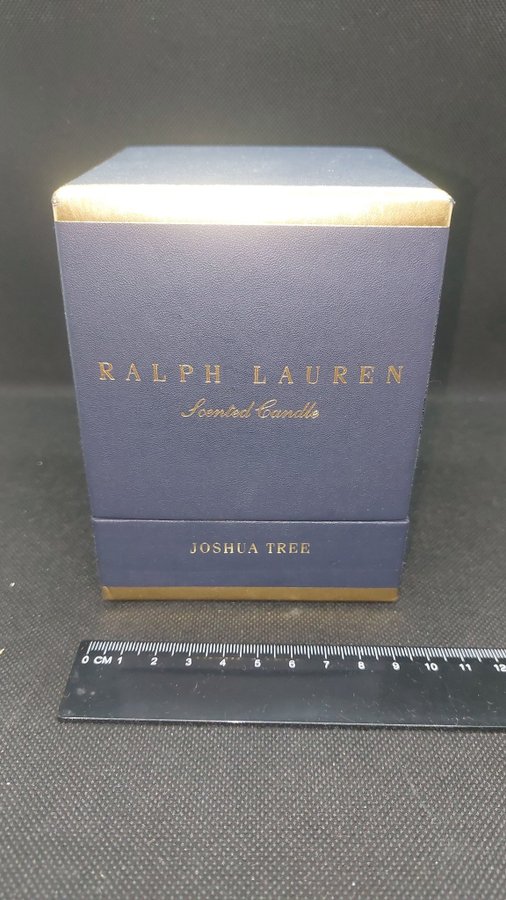 RALPH LAUREN
Scented Candle
JOSHUA TREE
0 CM 1 2 3 4 5 6 7 8 9 10 11 12